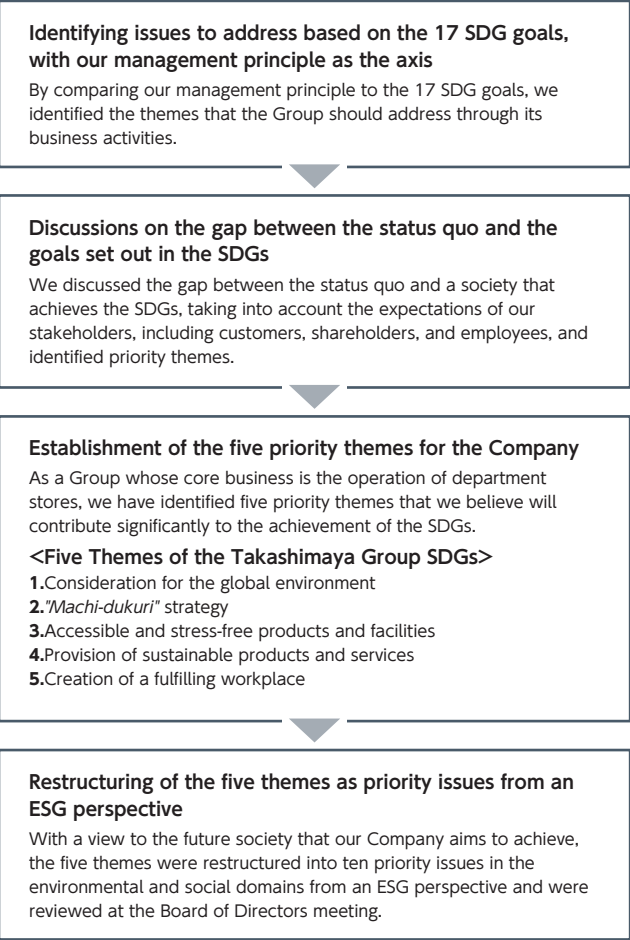 Identifying issues to address based on the 17 SDG goals,
with our management principle as the axis
By comparing our management principle to the 17 SDG goals, we
identified the themes that the Group should address through its
business activities.
Discussions on the gap between the status quo and the
goals set out in the SDGs
We discussed the gap between the status quo and a society that
achieves the SDGs, taking into account the expectations of our
stakeholders, including customers, shareholders, and employees, and
identified priority themes.
Establishment of the five priority themes for the Company
As a Group whose core business is the operation of department
stores, we have identified five priority themes that we believe will
contribute significantly to the achievement of the SDGs.
<Five Themes of the Takashimaya Group SDGs>
1.Consideration for the global environment
2."Machi-dukuri" strategy
3.Accessible and stress-free products and facilities
4.Provision of sustainable products and services
5.Creation of a fulfilling workplace
Restructuring of the five themes as priority issues from an
ESG perspective
With a view to the future society that our Company aims to achieve,
the five themes were restructured into ten priority issues in the
environmental and social domains from an ESG perspective and were
reviewed at the Board of Directors meeting.